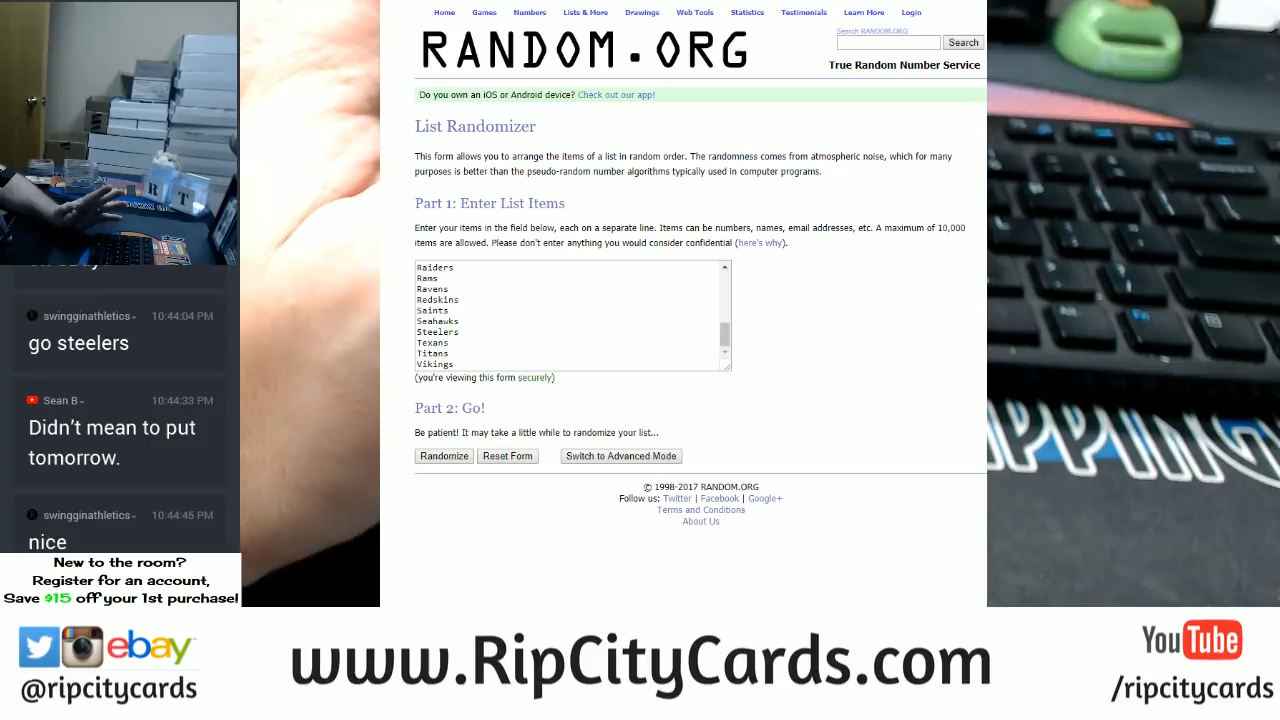 Home Games Numbers Lists & More Drawings Web Tools Statistics Testimonials Learn More Login
RANDOM.ORG
Search RANDOM.ORG
Search
True Random Number Service
Do you own an iOS or Android device? Check out our app!
List Randomizer
This form allows you to arrange the items of a list in random order. The randomness comes from atmospheric noise, which for many
purposes is better than the pseudo-random number algorithms typically used in computer programs.
Part 1: Enter List Items
Enter your items in the field below, each on a separate line. Items can be numbers, names, email addresses, etc. A maximum of 10,000
items are allowed. Please don't enter anything you would consider confidential (here's why).
Raiders
Rams
Ravens
Redskins
Saints
Seahawks
Steelers
Texans
Titans
Vikings
(you're viewing this form securely)
Part 2: Go!
Be patient! It may take a little while to randomize your list...
Randomize Reset Form Switch to Advanced Mode
© 1998-2017 RANDOM.ORG
Follow us: Twitter | Facebook | Google+
Terms and Conditions
About Us
R T
swingginathletics 10:44:04 PM
go steelers
Sean B 10:44:33 PM
Didn't mean to put
tomorrow.
swingginathletics 10:44:45 PM
nice
New to the room?
Register for an account,
Save $15 off your 1st purchase!
ebay
@ripcitycards
www.RipCityCards.com
YouTube
/ripcitycards